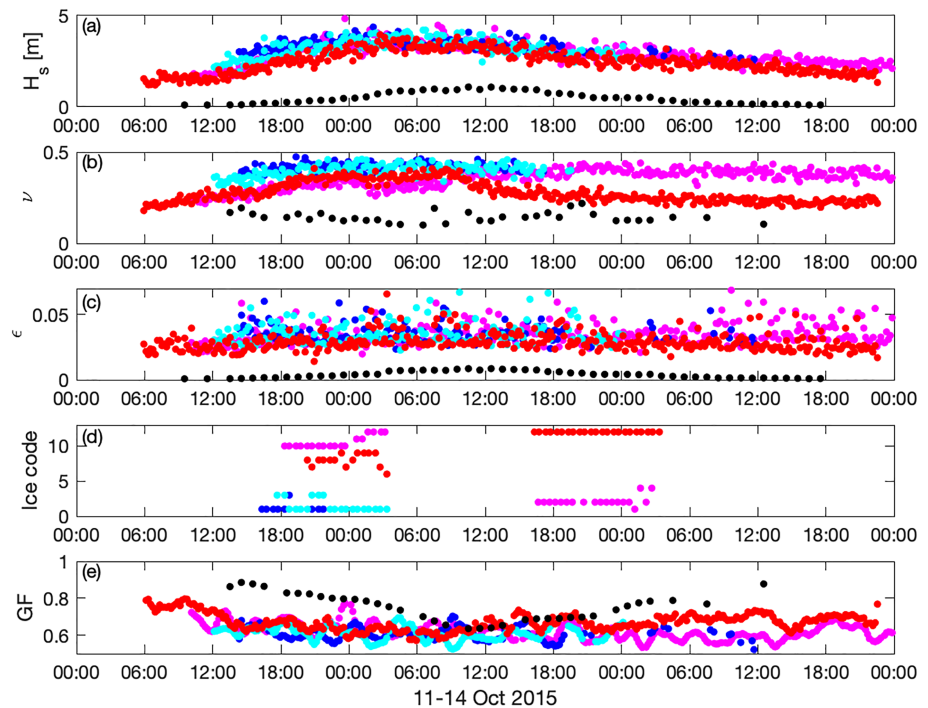 (a)
H_s [m]
5
0
00:00 06:00 12:00 18:00 00:00 06:00 12:00 18:00 00:00 06:00 12:00 18:00 00:00
(b)
ν
0.5
0
00:00 06:00 12:00 18:00 00:00 06:00 12:00 18:00 00:00 06:00 12:00 18:00 00:00
(c)
ϵ
0.05
0
00:00 06:00 12:00 18:00 00:00 06:00 12:00 18:00 00:00 06:00 12:00 18:00 00:00
(d)
Ice code
10
5
0
00:00 06:00 12:00 18:00 00:00 06:00 12:00 18:00 00:00 06:00 12:00 18:00 00:00
(e)
GF
1
0.8
0.6
00:00 06:00 12:00 18:00 00:00 06:00 12:00 18:00 00:00 06:00 12:00 18:00 00:00
11-14 Oct 2015